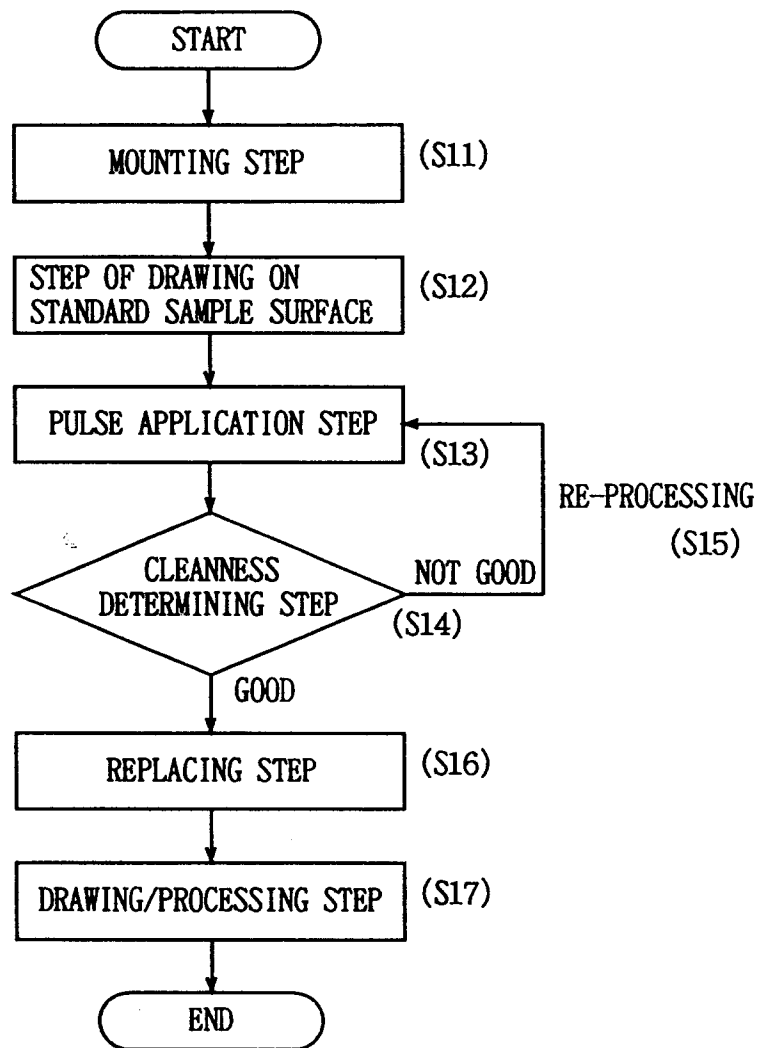 START
MOUNTING STEP
(S11)
STEP OF DRAWING ON
STANDARD SAMPLE SURFACE
(S12)
PULSE APPLICATION STEP
(S13)
RE-PROCESSING
(S15)
CLEANNESS
DETERMINING STEP
NOT GOOD
(S14)
GOOD
REPLACING STEP
(S16)
DRAWING/PROCESSING STEP
(S17)
END